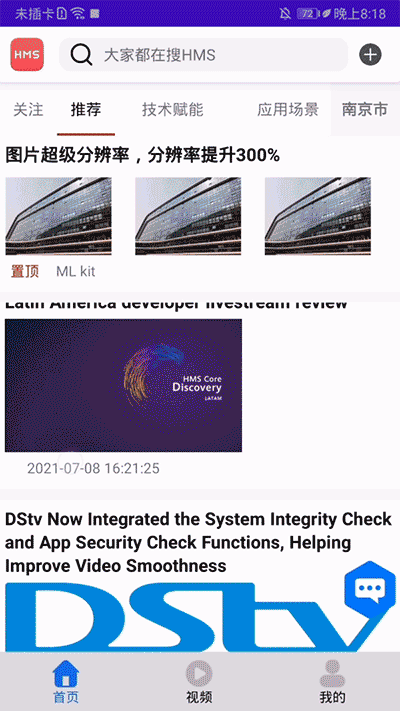 未插卡
72
晚上8:18
HMS
大家都在搜HMS
关注
推荐
技术赋能
应用场景
南京市
图片超级分辨率，分辨率提升300%
置顶
ML kit
Latin America developer livestream review
HMS Core
Discovery
LATAM
2021-07-08 16:21:25
DStv Now Integrated the System Integrity Check
and App Security Check Functions, Helping
Improve Video Smoothness
DStv
首页
视频
我的